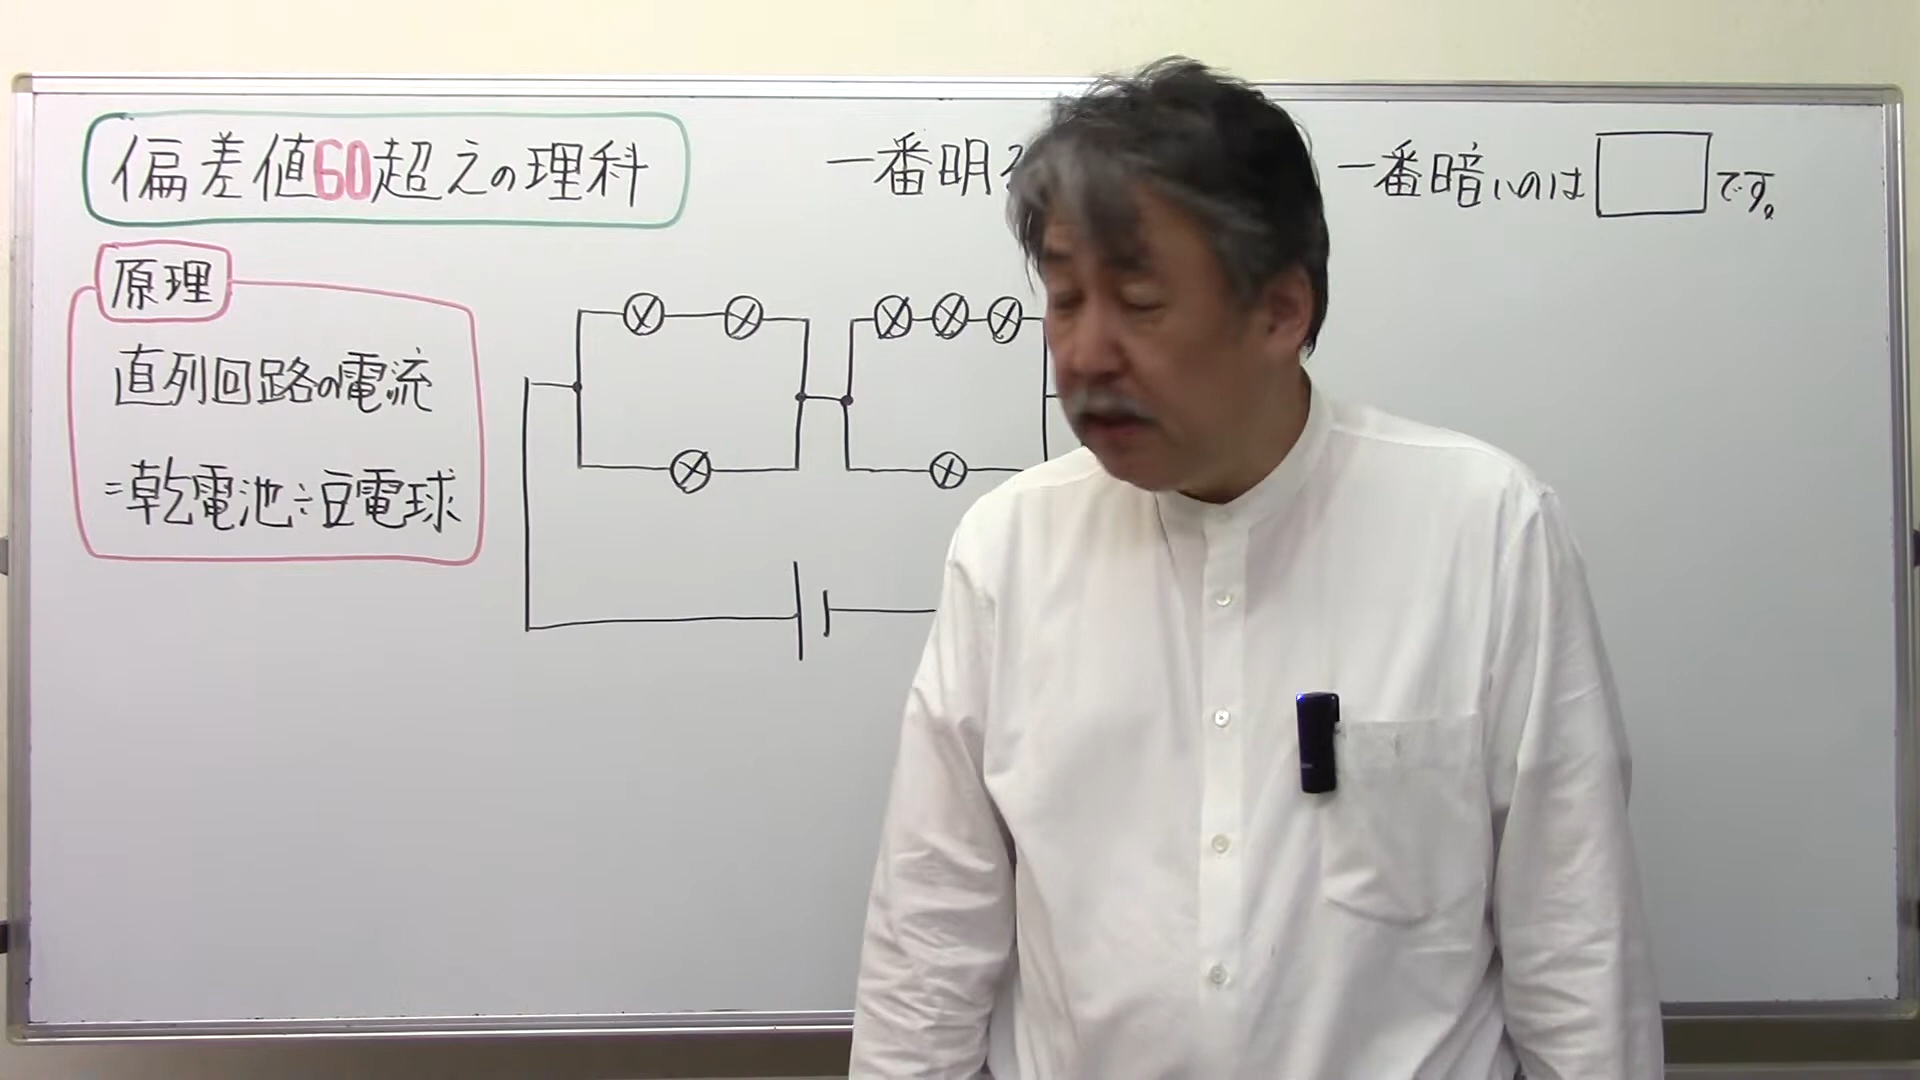 偏差値60超えの理科
一番明る
一番暗いのは
です。
原理
直列回路の電流
=乾電池÷豆電球